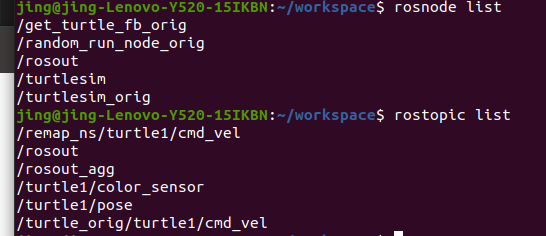 jing@jing-Lenovo-Y520-15IKBN:~/workspace$ rosnode list
/get_turtle_fb_orig
/random_run_node_orig
/rosout
/turtlesim
/turtlesim_orig
jing@jing-Lenovo-Y520-15IKBN:~/workspace$ rostopic list
/remap_ns/turtle1/cmd_vel
/rosout
/rosout_agg
/turtle1/color_sensor
/turtle1/pose
/turtle_orig/turtle1/cmd_vel